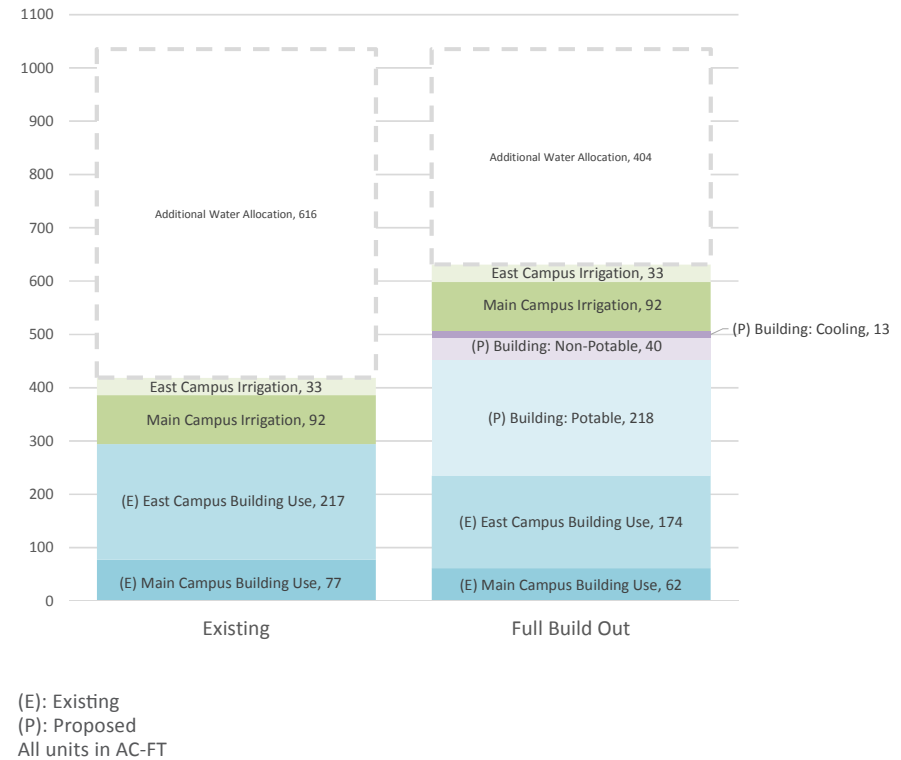 1100
1000
900
800
700
600
500
400
300
200
100
0
Additional Water Allocation, 616
East Campus Irrigation, 33
Main Campus Irrigation, 92
(E) East Campus Building Use, 217
(E) Main Campus Building Use, 77
Additional Water Allocation, 404
East Campus Irrigation, 33
Main Campus Irrigation, 92
(P) Building: Cooling, 13
(P) Building: Non-Potable, 40
(P) Building: Potable, 218
(E) East Campus Building Use, 174
(E) Main Campus Building Use, 62
Existing
Full Build Out
(E): Existing
(P): Proposed
All units in AC-FT